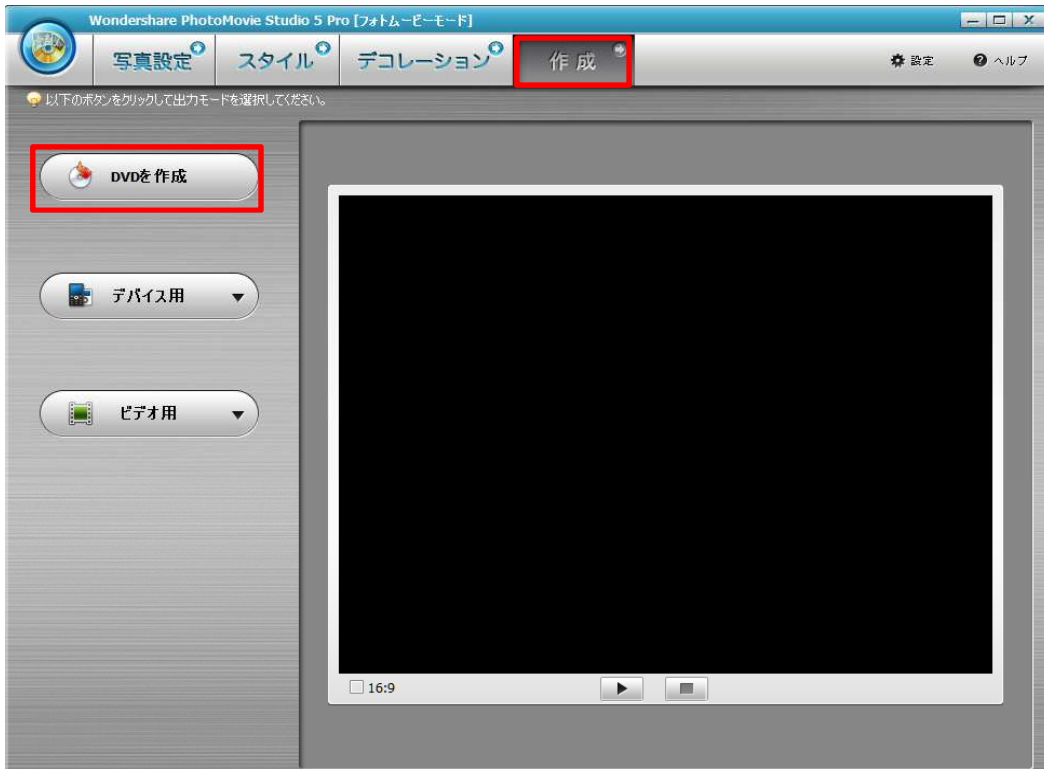 Wondershare PhotoMovie Studio 5 Pro [フォトムービーモード]
写真設定 スタイル デコレーション 作成 設定 ヘルプ
以下のボタンをクリックして出力モードを選択してください。
DVDを作成
デバイス用
ビデオ用
16:9